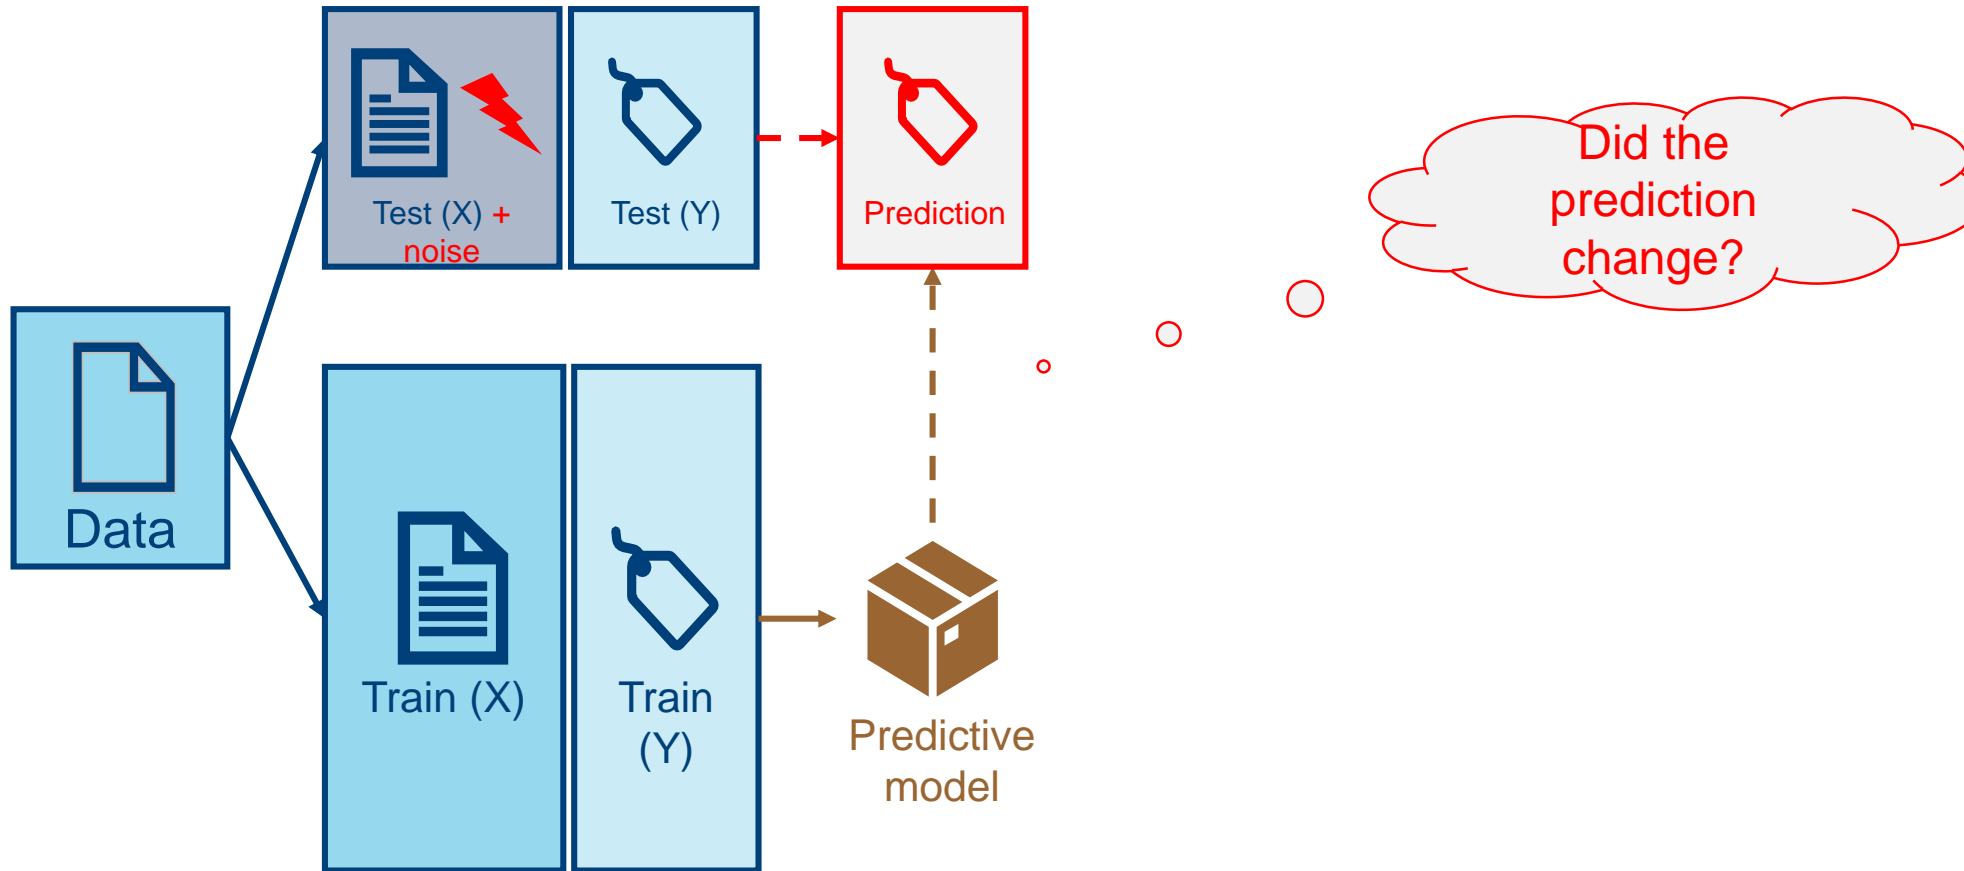 Test (X) +
noise
Test (Y)
Prediction
Did the
prediction
change?
Data
Train (X)
Train
(Y)
Predictive
model